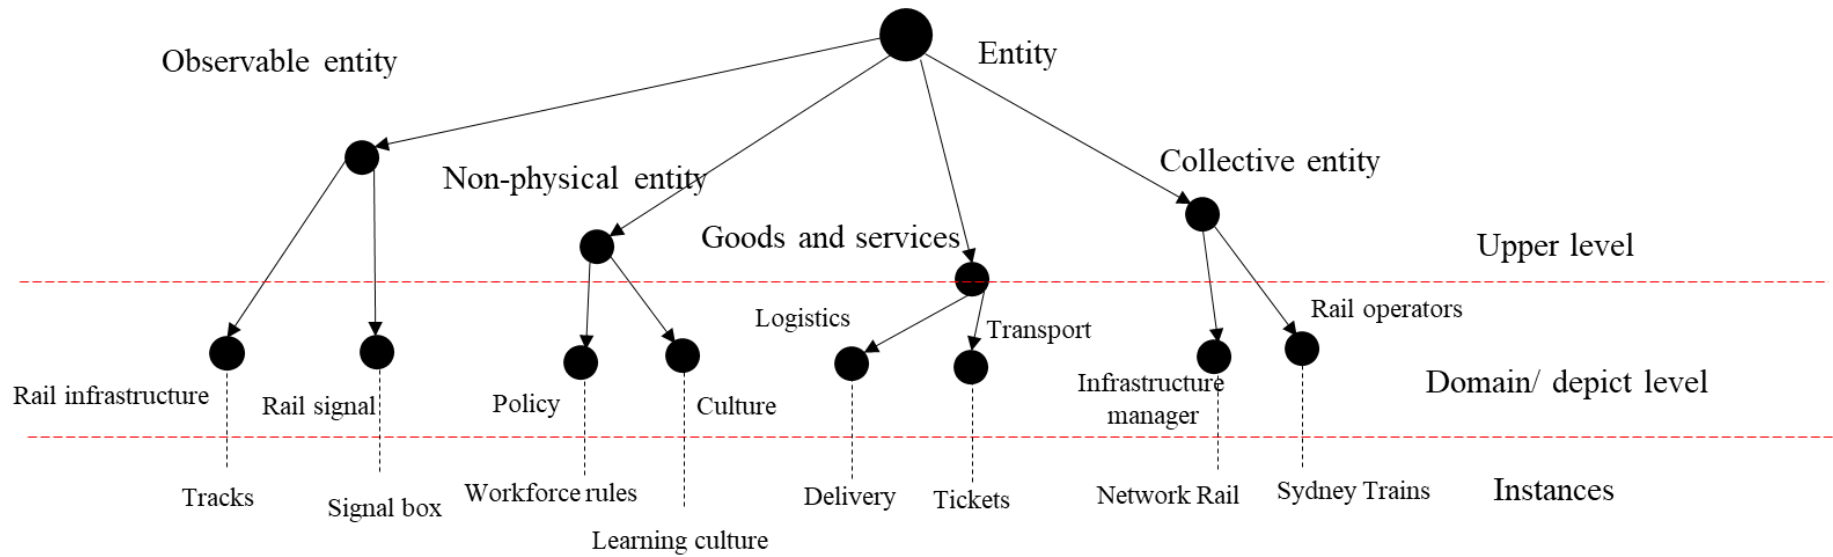 Entity
Observable entity
Non-physical entity
Goods and services
Collective entity
Upper level
Rail infrastructure
Rail signal
Policy
Culture
Logistics
Transport
Infrastructure
manager
Rail operators
Domain/ depict level
Tracks
Signal box
Workforce rules
Learning culture
Delivery
Tickets
Network Rail
Sydney Trains
Instances